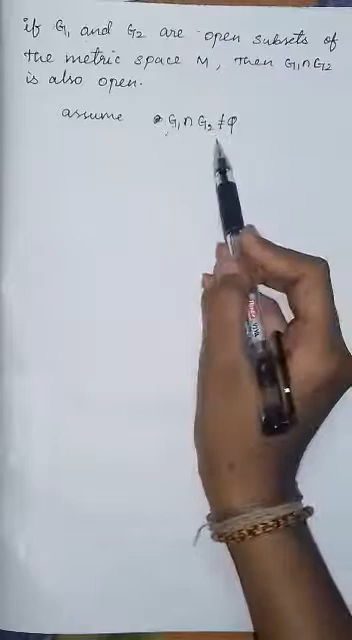 if G₁ and G₂ are open subsets of
the metric space M, then G₁∩G₂
is also open.
assume G₁∩G₂ ≠ φ